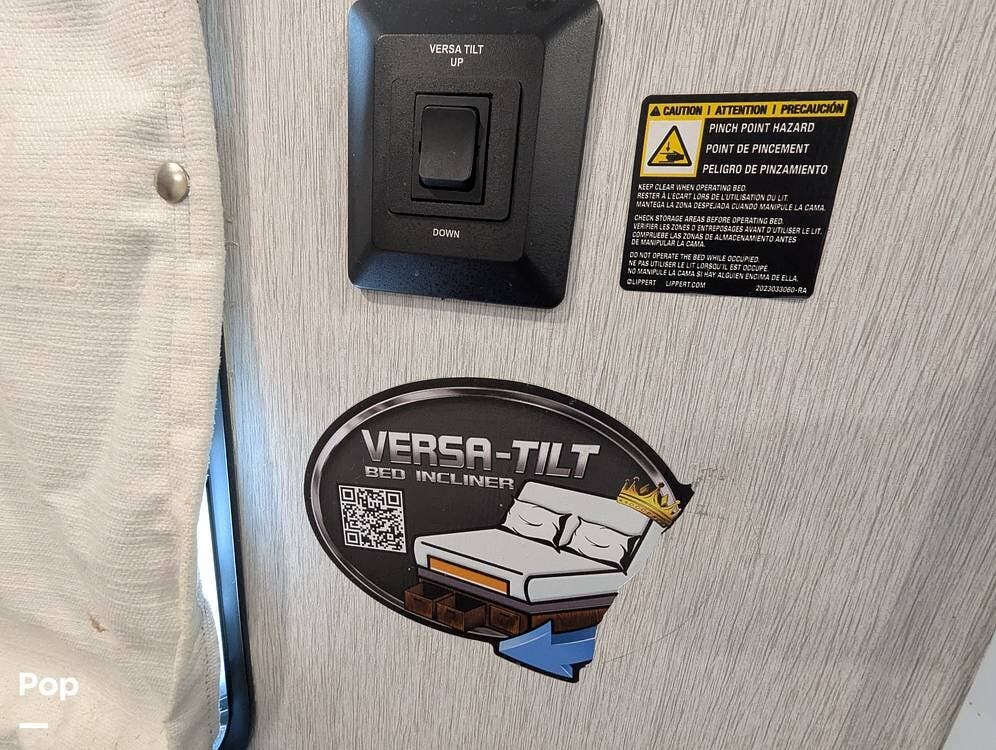 VERSA TILT
UP
DOWN
CAUTION | ATTENTION | PRECAUCIÓN
PINCH POINT HAZARD
POINT DE PINCEMENT
PELIGRO DE PINZAMIENTO
KEEP CLEAR WHEN OPERATING BED.
RESTER À L'ÉCART LORS DE L'UTILISATION DU LIT.
MANTEGA LA ZONA DESPEJADA CUANDO MANIPULE LA CAMA.
CHECK STORAGE AREAS BEFORE OPERATING BED.
VÉRIFIER LES ZONES D'ENTREPOSAGES AVANT D'UTILISER LE LIT.
COMPRUEBE LAS ZONAS DE ALMACENAMIENTO ANTES
DE MANIPULAR LA CAMA.
DO NOT OPERATE THE BED WHILE OCCUPIED.
NE PAS UTILISER LE LIT LORSQU'IL EST OCCUPÉ.
NO MANIPULE LA CAMA SI HAY ALGUIEN ENCIMA DE ELLA.
©LIPPERT LIPPERT.COM 2023033060-RA
VERSA-TILT
BED INCLINER
Pop